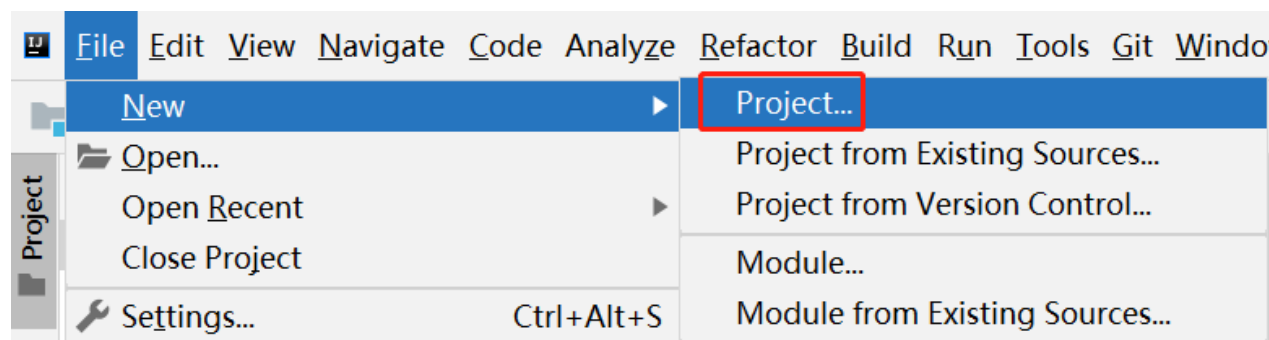 IJ
File Edit View Navigate Code Analyze Refactor Build Run Tools Git Windo
New
Project...
Open...
Project from Existing Sources...
Open Recent
Project from Version Control...
Close Project
Module...
Settings... Ctrl+Alt+S
Module from Existing Sources...
Project